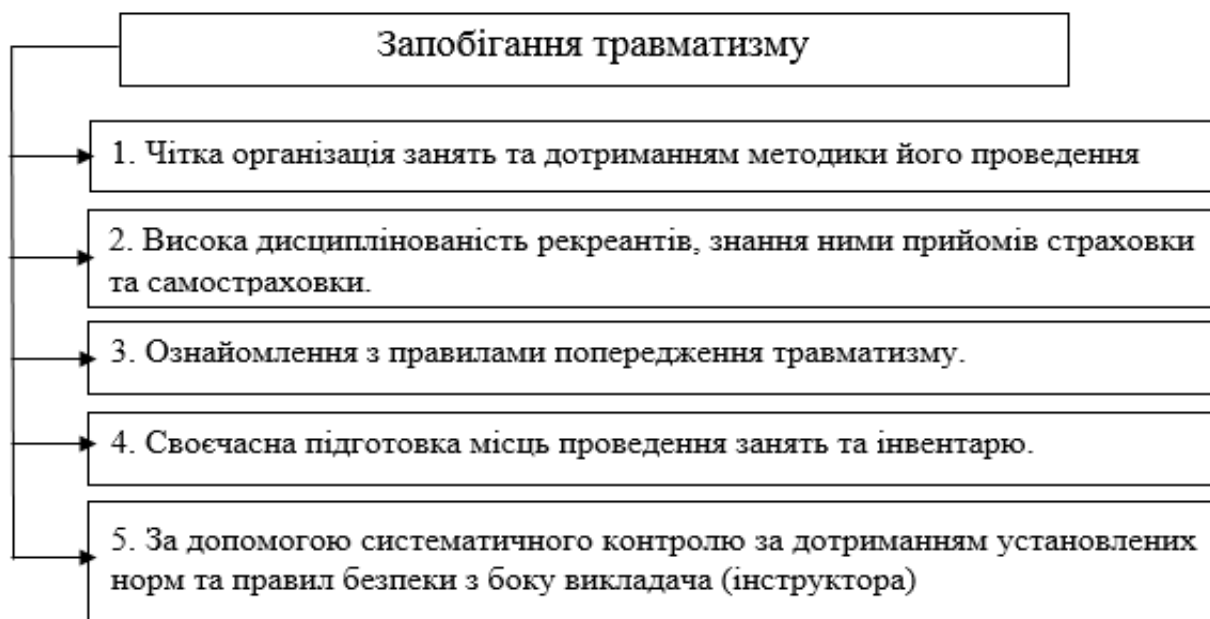 Запобігання травматизму
1. Чітка організація занять та дотриманням методики його проведення
2. Висока дисциплінованість рекреантів, знання ними прийомів страховки
та самостраховки.
3. Ознайомлення з правилами попередження травматизму.
4. Своєчасна підготовка місць проведення занять та інвентарю.
5. За допомогою систематичного контролю за дотриманням установлених
норм та правил безпеки з боку викладача (інструктора)